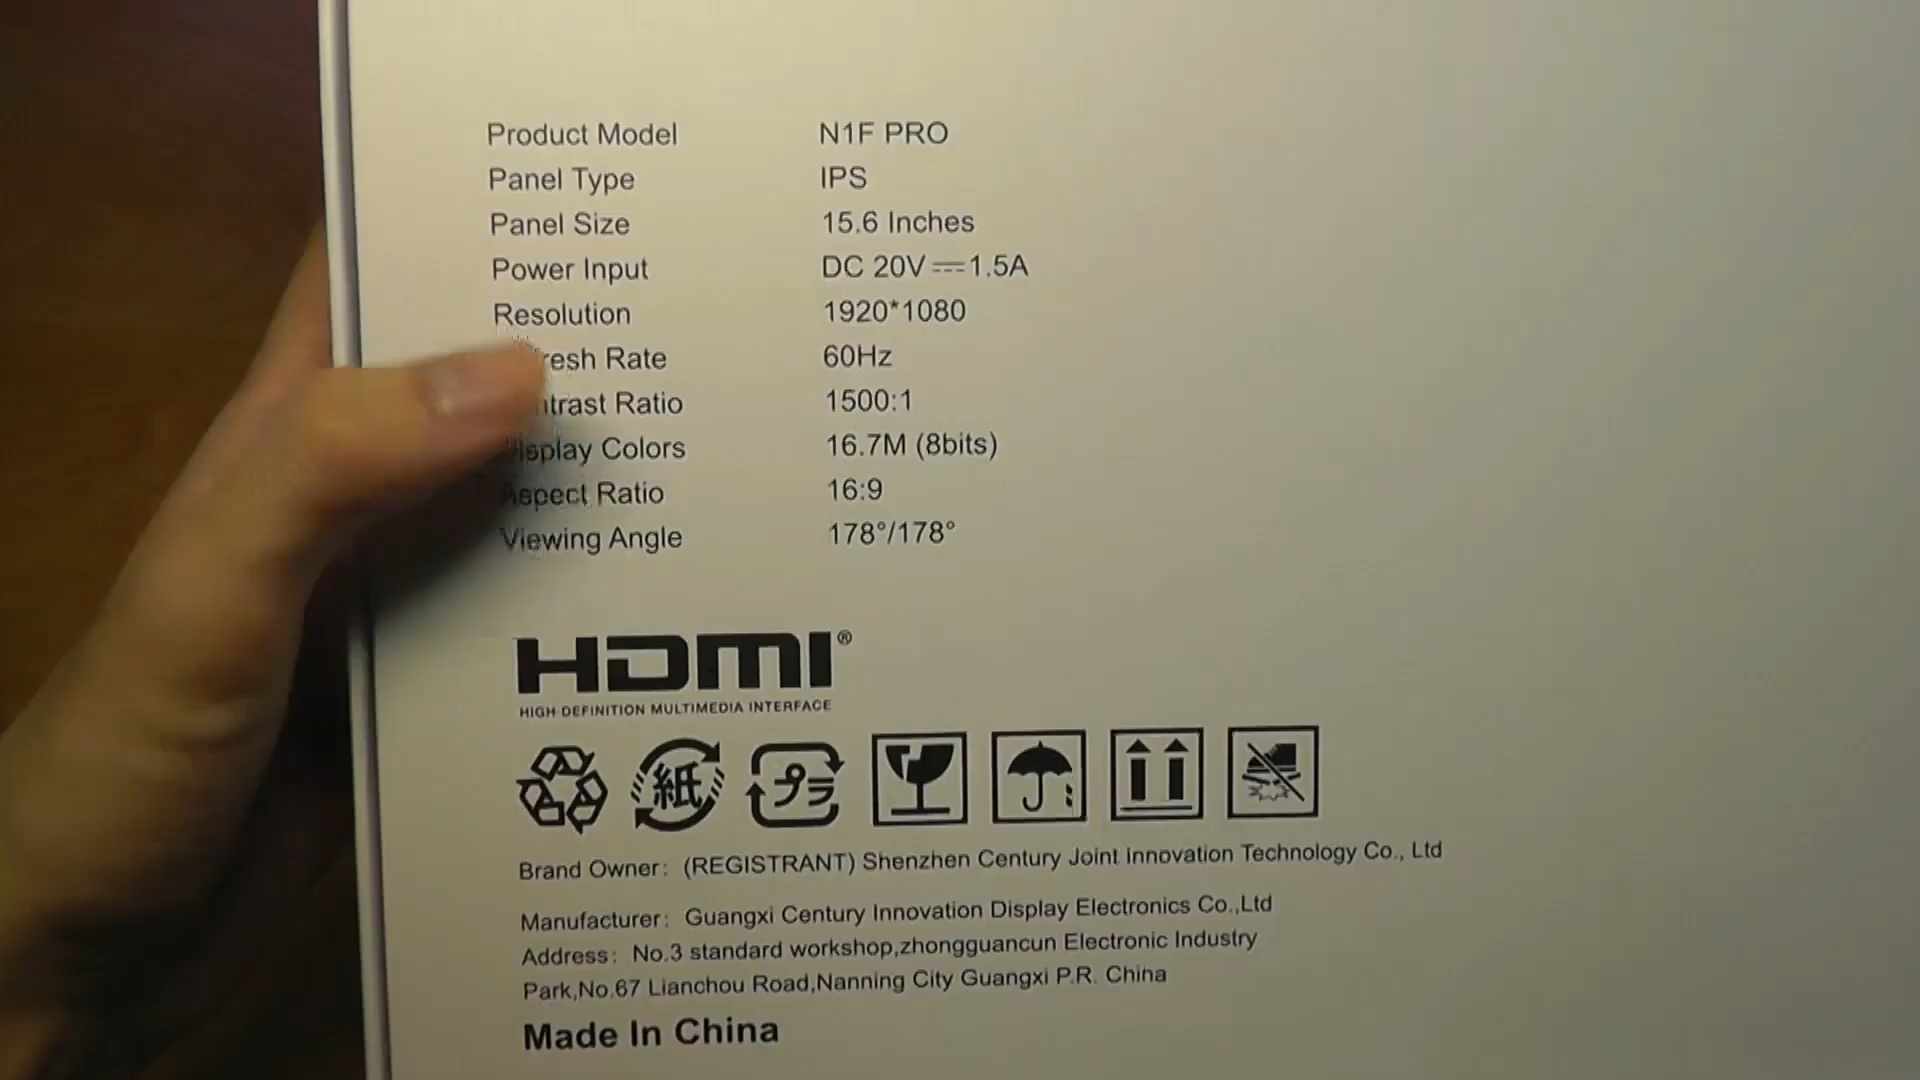 Product Model N1F PRO
Panel Type IPS
Panel Size 15.6 Inches
Power Input DC 20V⎓1.5A
Resolution 1920*1080
resh Rate 60Hz
ntrast Ratio 1500:1
Display Colors 16.7M (8bits)
Aspect Ratio 16:9
Viewing Angle 178°/178°
HDMI®
HIGH-DEFINITION MULTIMEDIA INTERFACE
紙 プラ
Brand Owner: (REGISTRANT) Shenzhen Century Joint Innovation Technology Co., Ltd
Manufacturer: Guangxi Century Innovation Display Electronics Co.,Ltd
Address: No.3 standard workshop,zhongguancun Electronic Industry
Park,No.67 Lianchou Road,Nanning City Guangxi P.R. China
Made In China